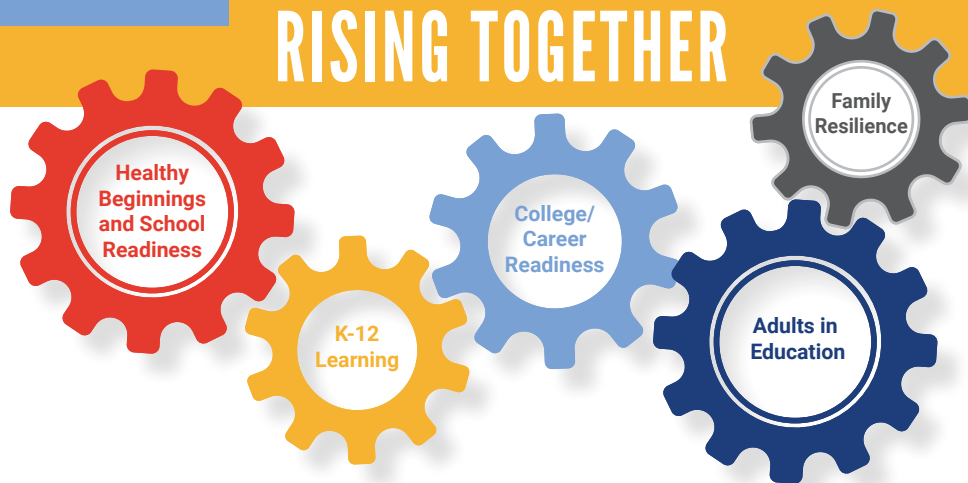 RISING TOGETHER
Healthy
Beginnings
and School
Readiness
K-12
Learning
College/
Career
Readiness
Adults in
Education
Family
Resilience